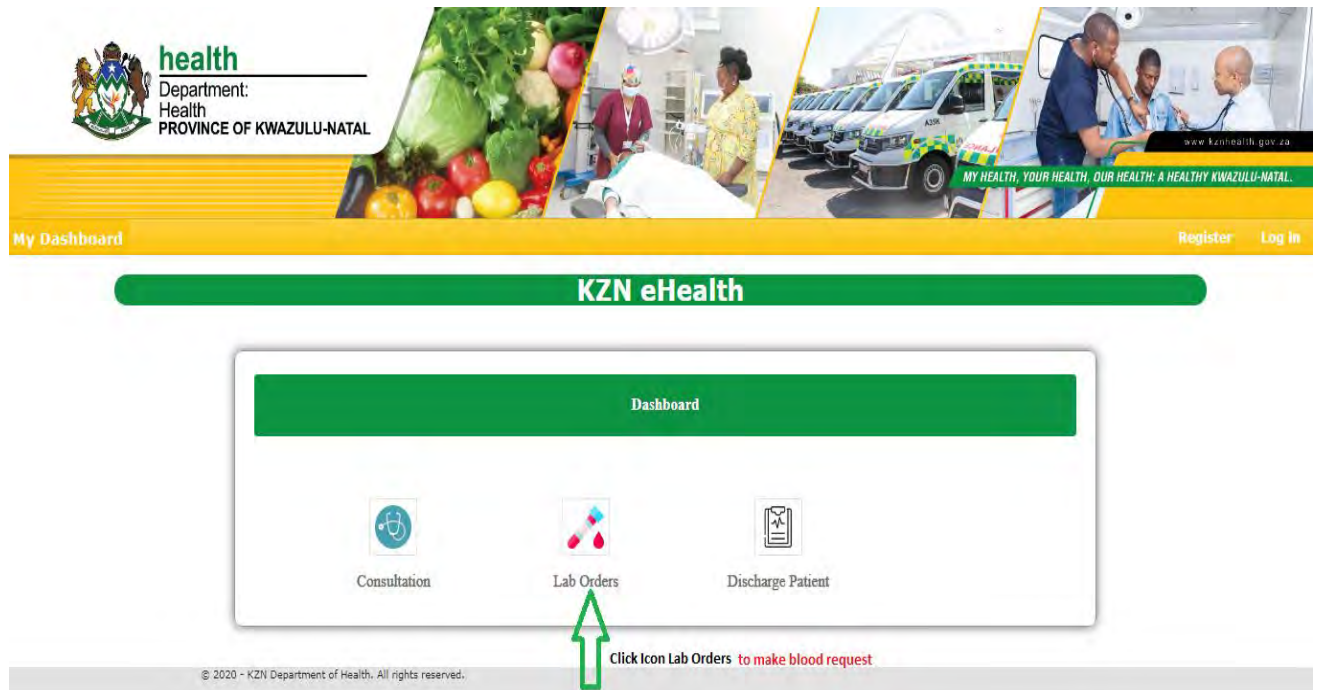 health
Department:
Health
PROVINCE OF KWAZULU-NATAL
A25K
www.kznhealth.gov.za
MY HEALTH, YOUR HEALTH, OUR HEALTH: A HEALTHY KWAZULU-NATAL.
My Dashboard
Register Log in
KZN eHealth
Dashboard
Consultation Lab Orders Discharge Patient
Click Icon Lab Orders to make blood request
© 2020 - KZN Department of Health. All rights reserved.